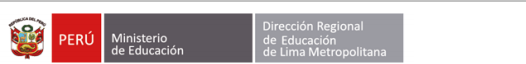 REPÚBLICA DEL PERÚ
PERÚ
Ministerio
de Educación
Dirección Regional
de Educación
de Lima Metropolitana